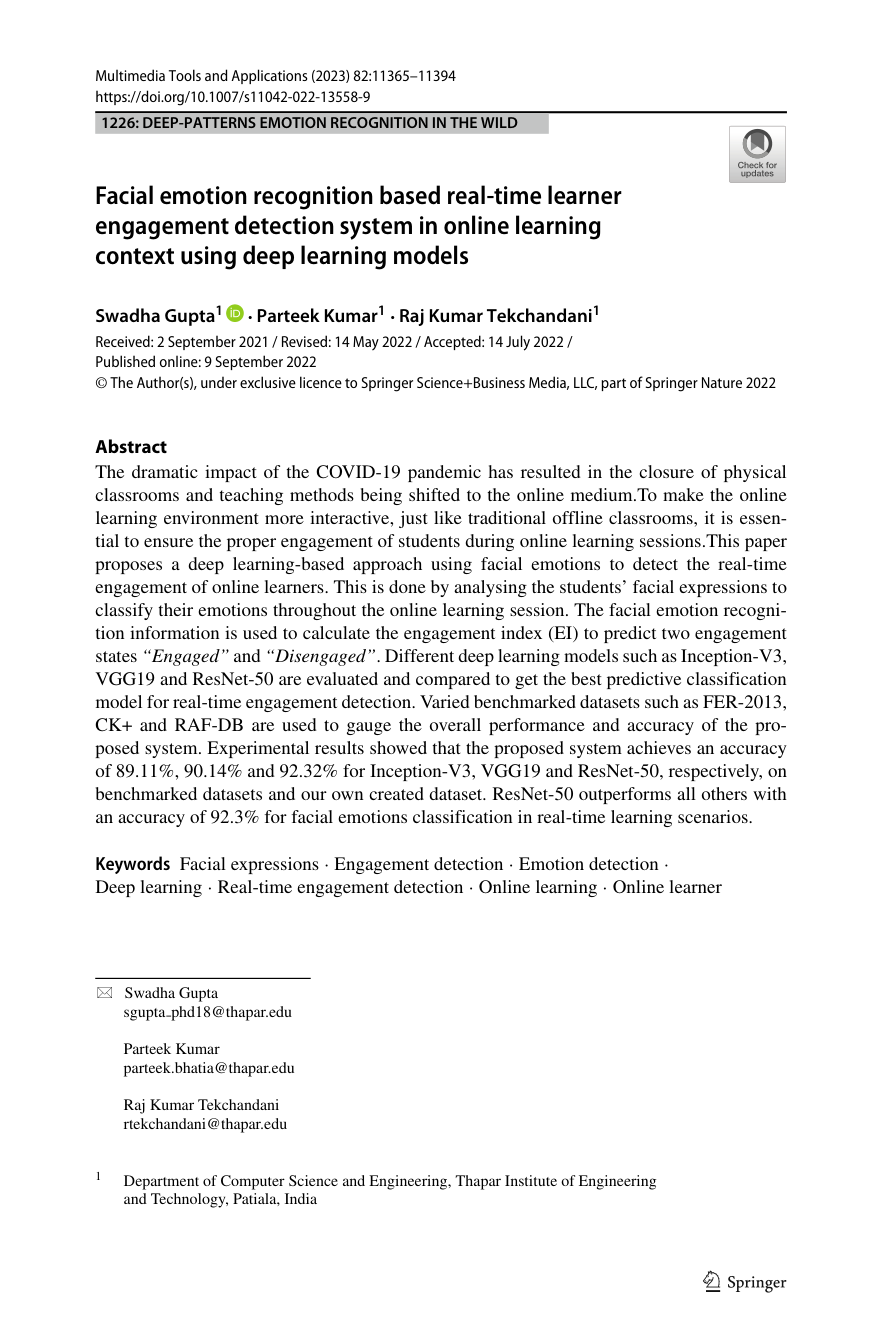 Multimedia Tools and Applications (2023) 82:11365–11394
https://doi.org/10.1007/s11042-022-13558-9
1226: DEEP-PATTERNS EMOTION RECOGNITION IN THE WILD
Check for
updates
Facial emotion recognition based real-time learner
engagement detection system in online learning
context using deep learning models
Swadha Gupta¹ iD · Parteek Kumar¹ · Raj Kumar Tekchandani¹
Received: 2 September 2021 / Revised: 14 May 2022 / Accepted: 14 July 2022 /
Published online: 9 September 2022
© The Author(s), under exclusive licence to Springer Science+Business Media, LLC, part of Springer Nature 2022
Abstract
The dramatic impact of the COVID-19 pandemic has resulted in the closure of physical
classrooms and teaching methods being shifted to the online medium.To make the online
learning environment more interactive, just like traditional offline classrooms, it is essen-
tial to ensure the proper engagement of students during online learning sessions.This paper
proposes a deep learning-based approach using facial emotions to detect the real-time
engagement of online learners. This is done by analysing the students’ facial expressions to
classify their emotions throughout the online learning session. The facial emotion recogni-
tion information is used to calculate the engagement index (EI) to predict two engagement
states “Engaged” and “Disengaged”. Different deep learning models such as Inception-V3,
VGG19 and ResNet-50 are evaluated and compared to get the best predictive classification
model for real-time engagement detection. Varied benchmarked datasets such as FER-2013,
CK+ and RAF-DB are used to gauge the overall performance and accuracy of the pro-
posed system. Experimental results showed that the proposed system achieves an accuracy
of 89.11%, 90.14% and 92.32% for Inception-V3, VGG19 and ResNet-50, respectively, on
benchmarked datasets and our own created dataset. ResNet-50 outperforms all others with
an accuracy of 92.3% for facial emotions classification in real-time learning scenarios.
Keywords Facial expressions · Engagement detection · Emotion detection ·
Deep learning · Real-time engagement detection · Online learning · Online learner
Swadha Gupta
sgupta_phd18@thapar.edu
Parteek Kumar
parteek.bhatia@thapar.edu
Raj Kumar Tekchandani
rtekchandani@thapar.edu
1 Department of Computer Science and Engineering, Thapar Institute of Engineering
and Technology, Patiala, India
Springer